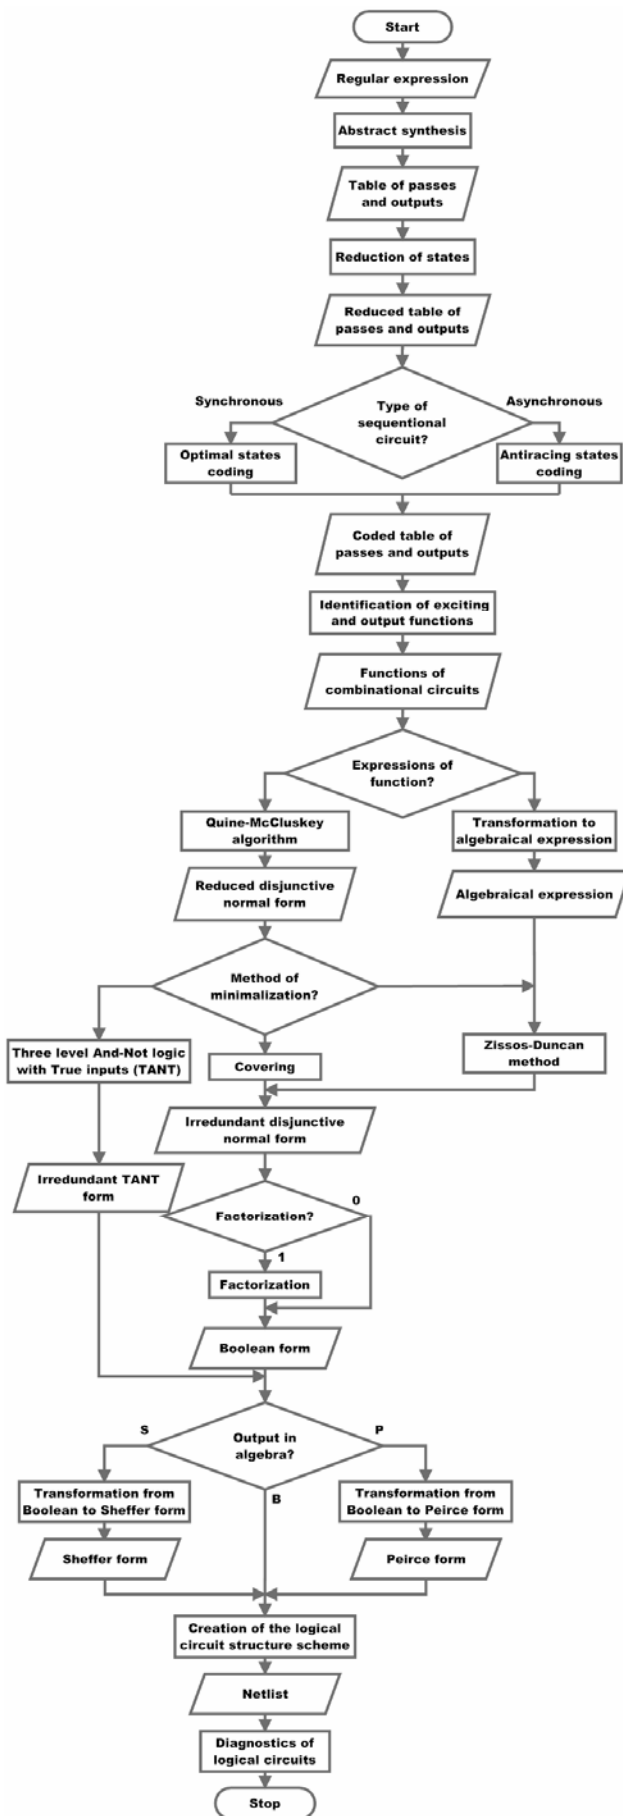 Start
Regular expression
Abstract synthesis
Table of passes
and outputs
Reduction of states
Reduced table of
passes and outputs
Synchronous
Asynchronous
Type of
sequentional
circuit?
Optimal states
coding
Antiracing states
coding
Coded table of
passes and outputs
Identification of exciting
and output functions
Functions of
combinational circuits
Expressions of
function?
Quine-McCluskey
algorithm
Transformation to
algebraical expression
Reduced disjunctive
normal form
Algebraical expression
Method of
minimalization?
Three level And-Not logic
with True inputs (TANT)
Covering
Zissos-Duncan
method
Irredundant disjunctive
normal form
Irredundant TANT
form
Factorization?
0
1
Factorization
Boolean form
S
Output in
algebra?
P
B
Transformation from
Boolean to Sheffer form
Transformation from
Boolean to Peirce form
Sheffer form
Peirce form
Creation of the logical
circuit structure scheme
Netlist
Diagnostics of
logical circuits
Stop